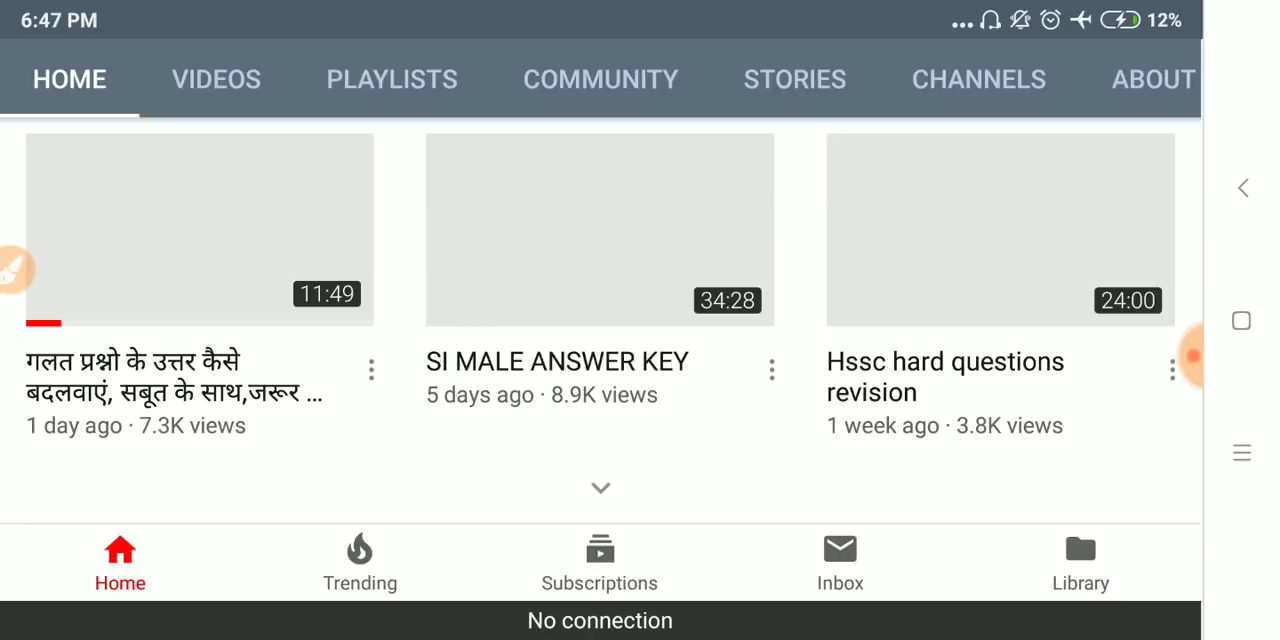 6:47 PM
12%
HOME VIDEOS PLAYLISTS COMMUNITY STORIES CHANNELS ABOUT
11:49
34:28
24:00
गलत प्रश्नो के उत्तर कैसे
बदलवाएं, सबूत के साथ,जरूर ...
1 day ago · 7.3K views
SI MALE ANSWER KEY
5 days ago · 8.9K views
Hssc hard questions
revision
1 week ago · 3.8K views
Home Trending Subscriptions Inbox Library
No connection